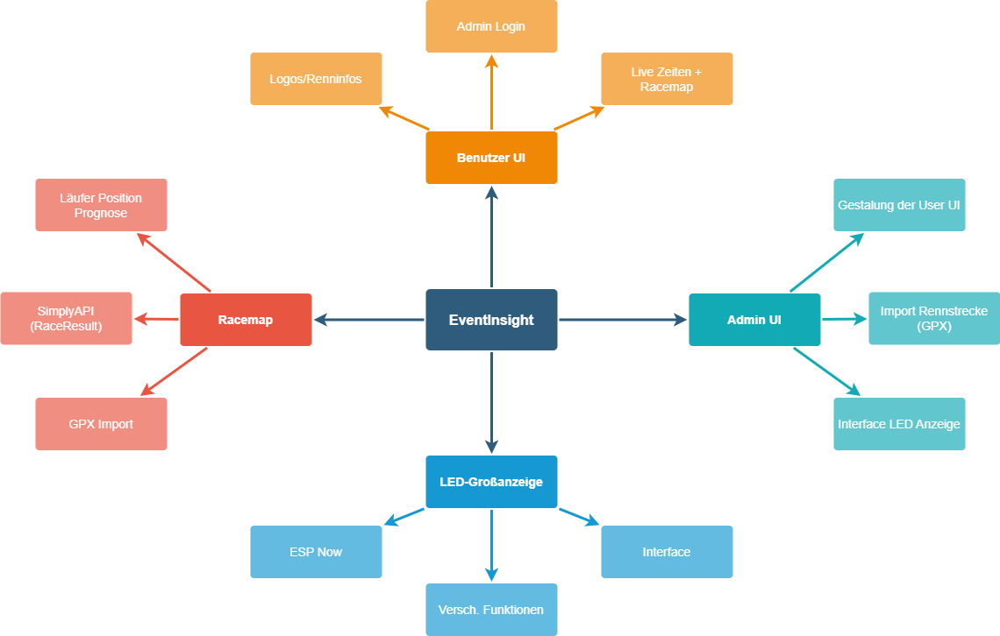 Admin Login
Logos/Renninfos
Live Zeiten +
Racemap
Benutzer UI
Läufer Position
Prognose
Gestalung der User UI
SimplyAPI
(RaceResult)
Racemap
EventInsight
Admin UI
Import Rennstrecke
(GPX)
GPX Import
Interface LED Anzeige
LED-Großanzeige
ESP Now
Interface
Versch. Funktionen